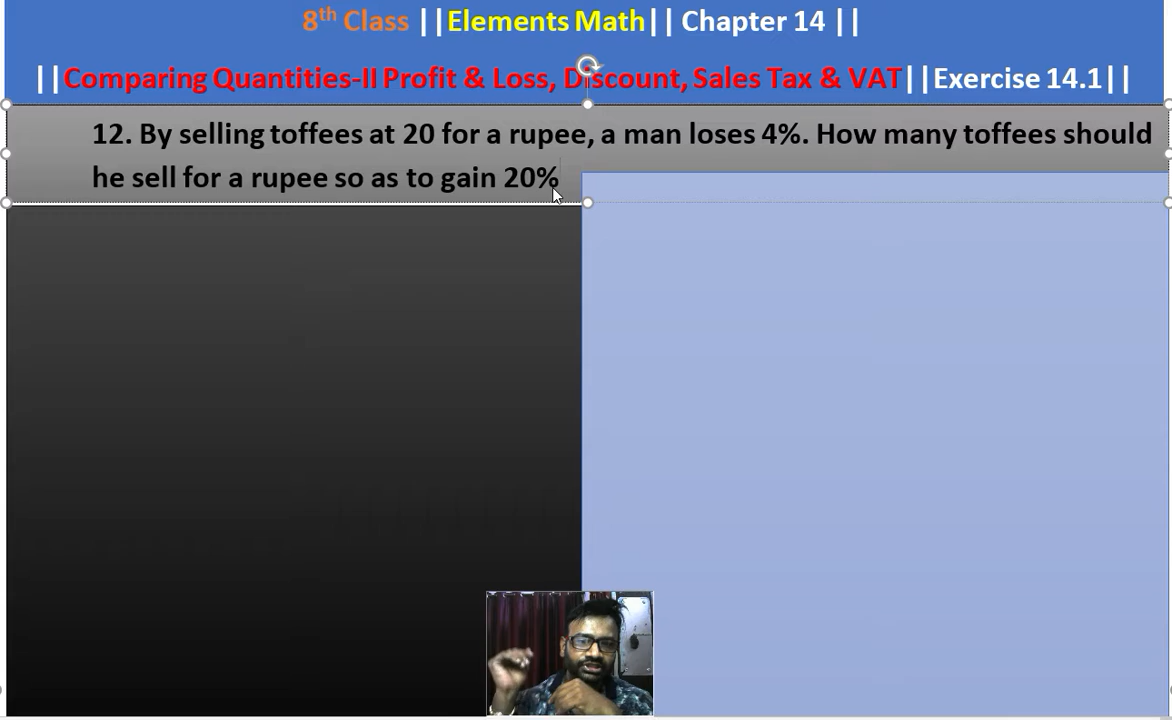 8th Class ||Elements Math|| Chapter 14 ||
||Comparing Quantities-II Profit & Loss, Discount, Sales Tax & VAT||Exercise 14.1||
12. By selling toffees at 20 for a rupee, a man loses 4%. How many toffees should
he sell for a rupee so as to gain 20%